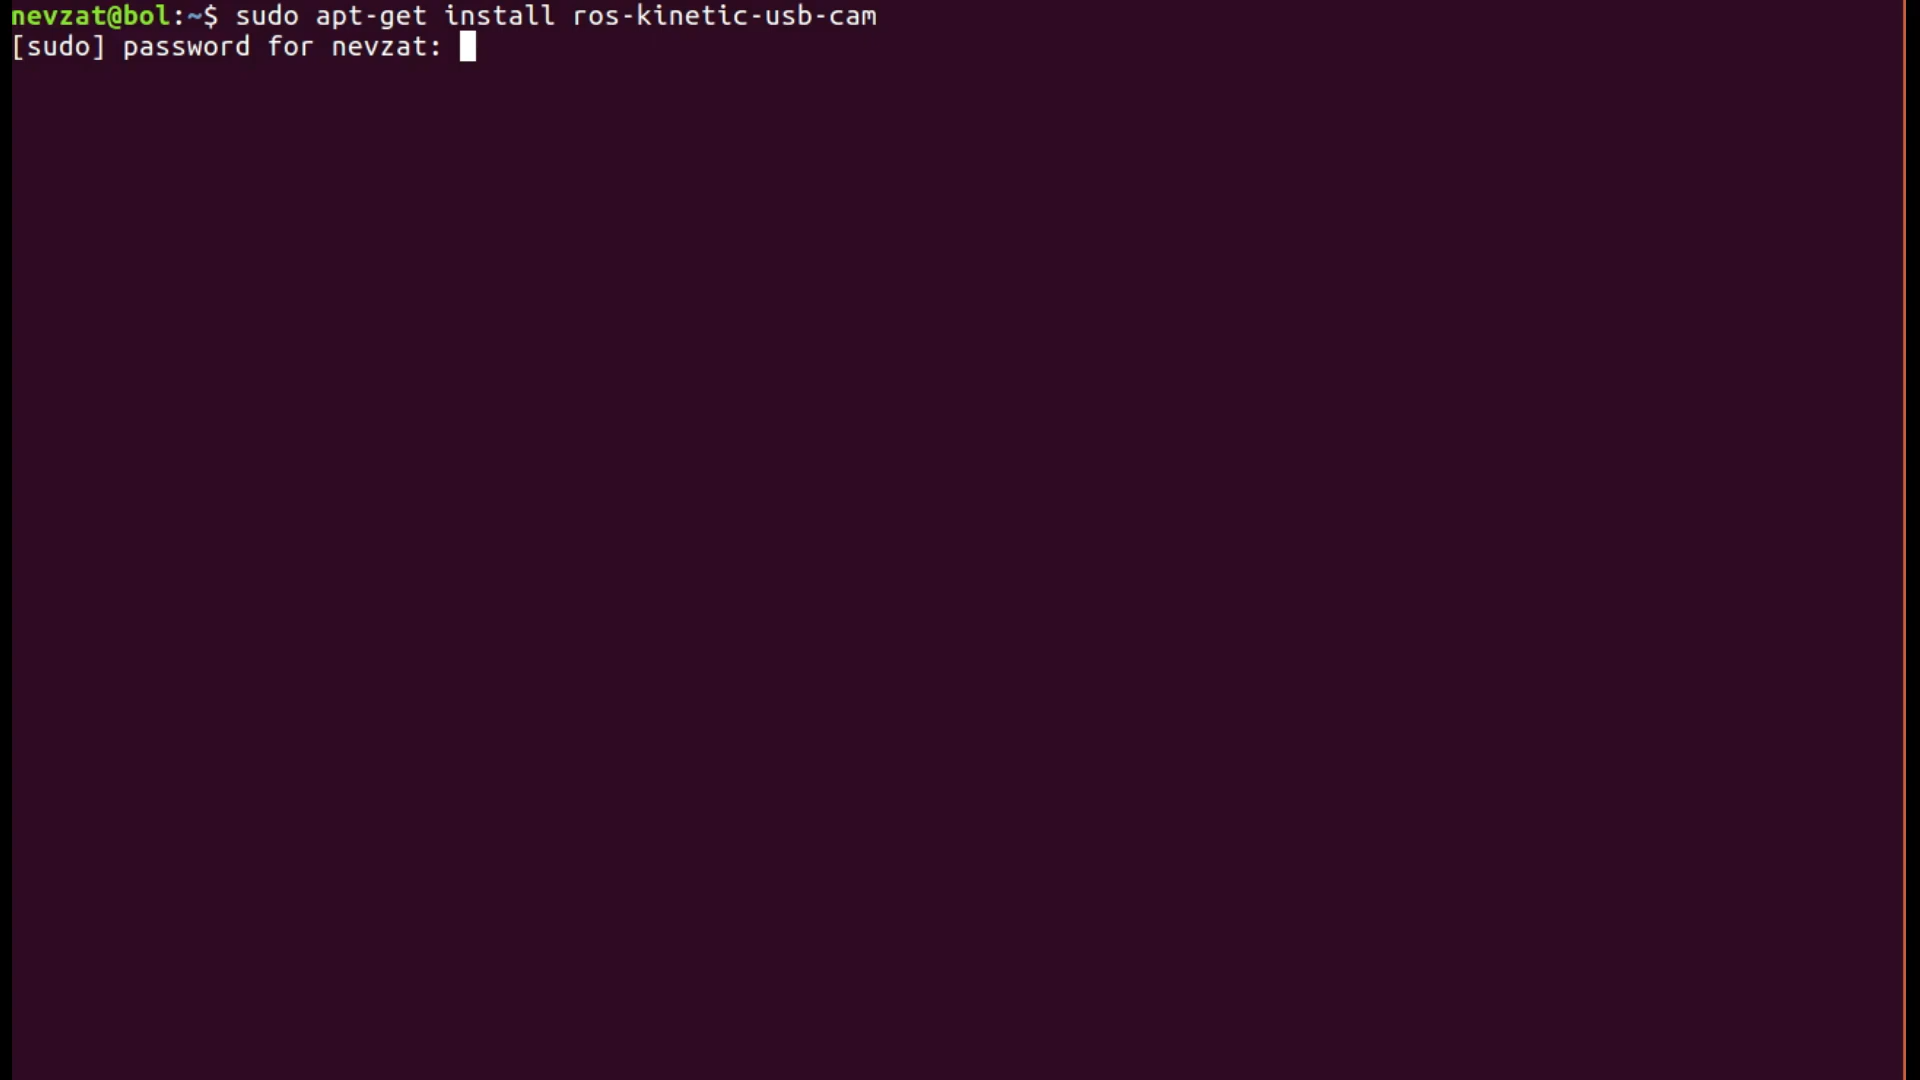 nevzat@bol:~$ sudo apt-get install ros-kinetic-usb-cam
[sudo] password for nevzat: